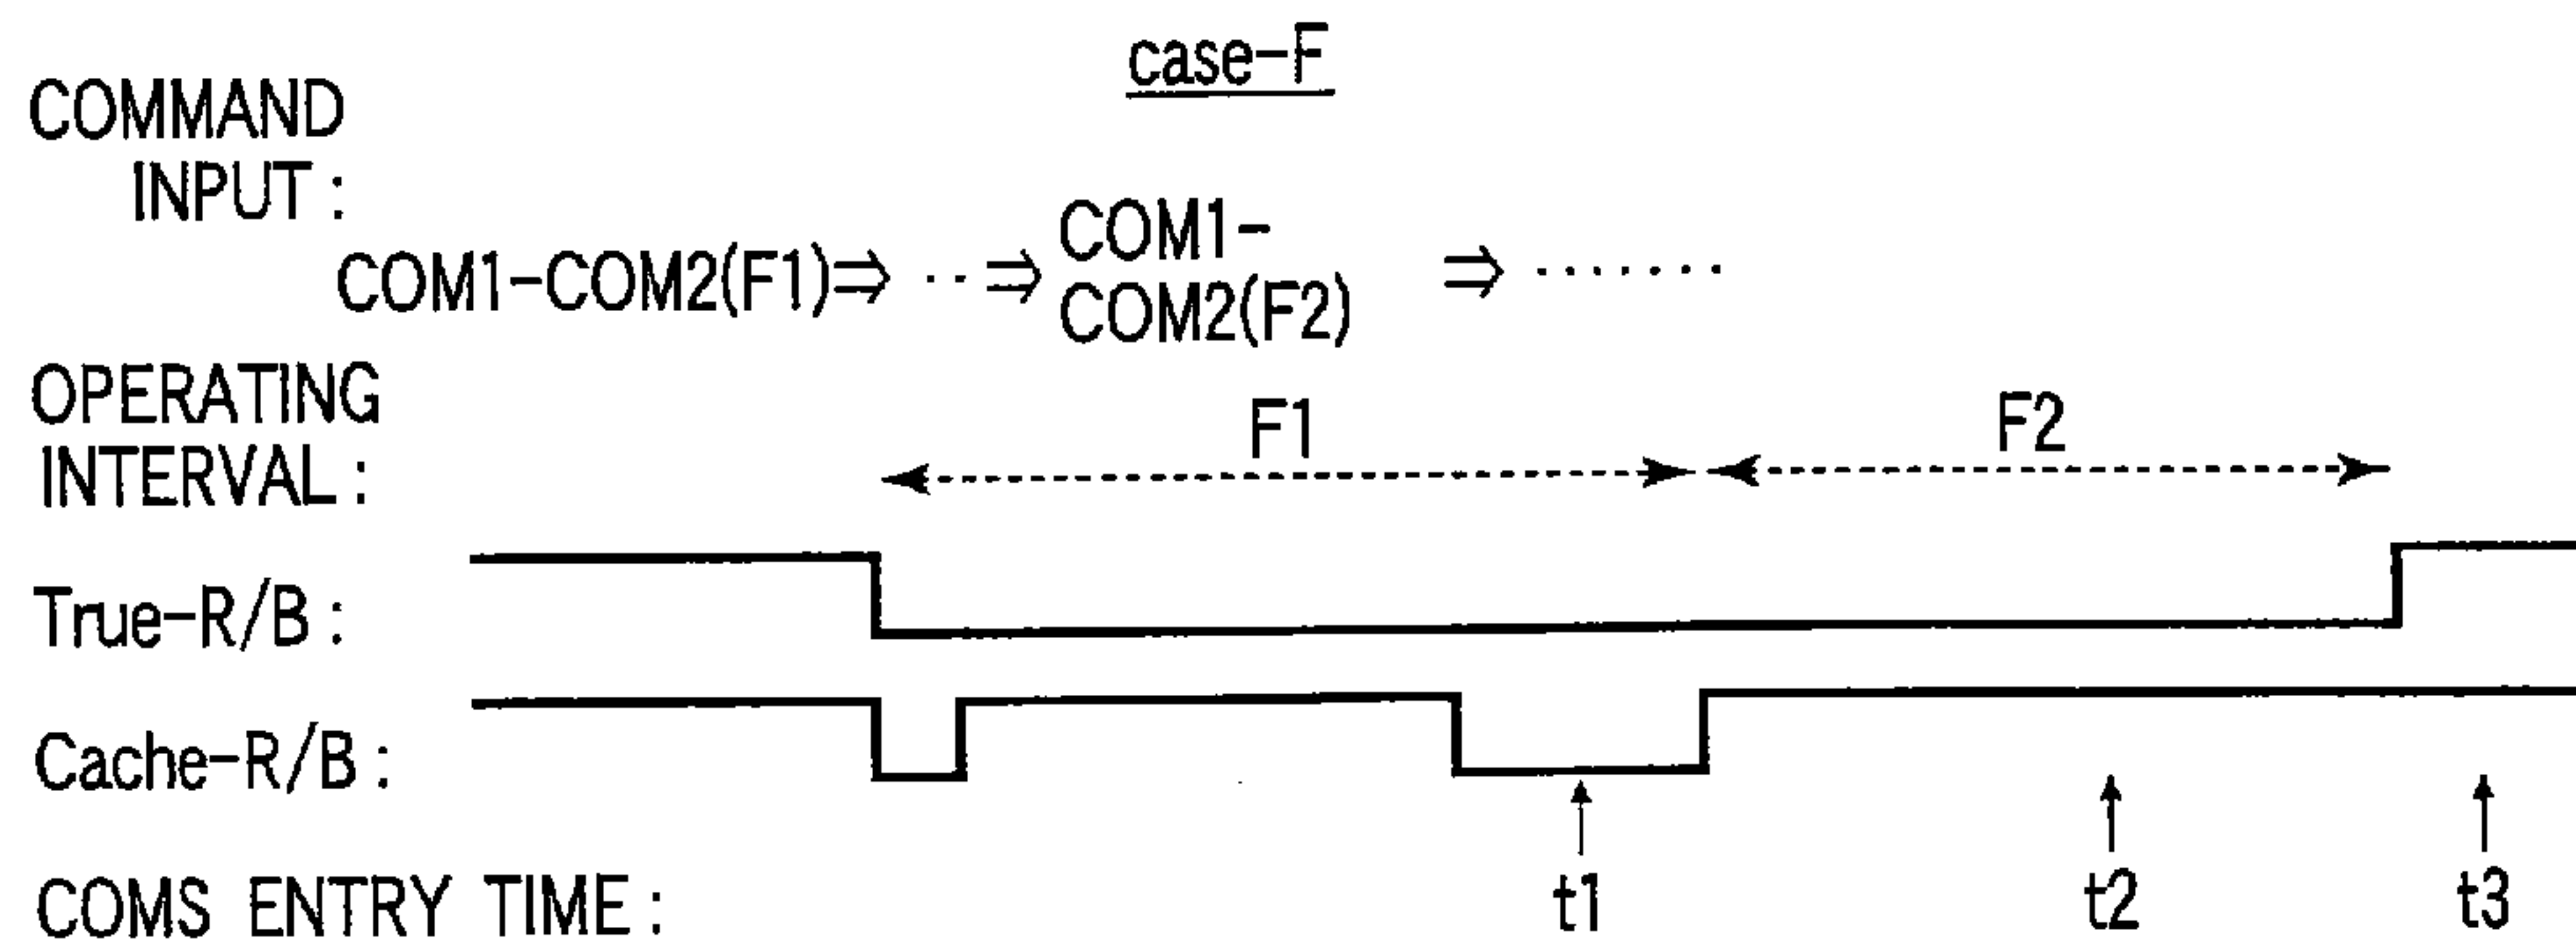 case-F
COMMAND
INPUT :
COM1-COM2(F1)⇒ ··⇒
COM1-
COM2(F2)
⇒ ·······
OPERATING
INTERVAL :
F1
F2
True-R/B :
Cache-R/B :
COMS ENTRY TIME :
t1
t2
t3